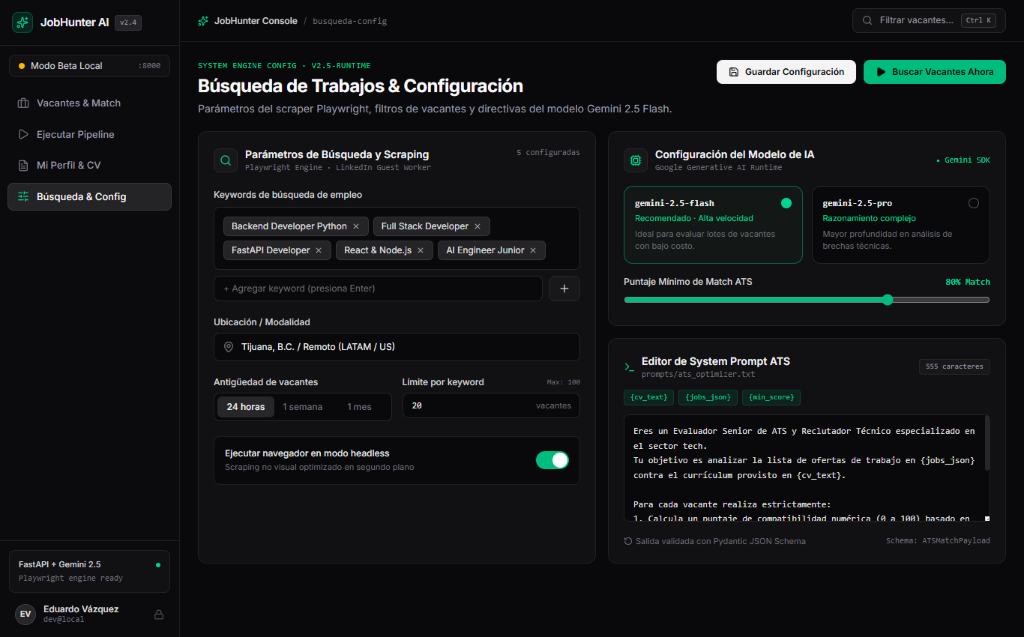 JobHunter AI v2.4
Modo Beta Local :8000
Vacantes & Match
Ejecutar Pipeline
Mi Perfil & CV
Búsqueda & Config
FastAPI + Gemini 2.5
Playwright engine ready
EV
Eduardo Vázquez
dev@local
JobHunter Console / busqueda-config
Filtrar vacantes... Ctrl K
SYSTEM ENGINE CONFIG • V2.5-RUNTIME
Búsqueda de Trabajos & Configuración
Parámetros del scraper Playwright, filtros de vacantes y directivas del modelo Gemini 2.5 Flash.
Guardar Configuración
Buscar Vacantes Ahora
Parámetros de Búsqueda y Scraping
Playwright Engine • LinkedIn Guest Worker
5 configuradas
Keywords de búsqueda de empleo
Backend Developer Python × Full Stack Developer ×
FastAPI Developer × React & Node.js × AI Engineer Junior ×
+ Agregar keyword (presiona Enter) +
Ubicación / Modalidad
Tijuana, B.C. / Remoto (LATAM / US)
Antigüedad de vacantes
24 horas 1 semana 1 mes
Límite por keyword Max: 100
20 vacantes
Ejecutar navegador en modo headless
Scraping no visual optimizado en segundo plano
Configuración del Modelo de IA
Google Generative AI Runtime
• Gemini SDK
gemini-2.5-flash
Recomendado · Alta velocidad
Ideal para evaluar lotes de vacantes
con bajo costo.
gemini-2.5-pro
Razonamiento complejo
Mayor profundidad en análisis de
brechas técnicas.
Puntaje Mínimo de Match ATS 80% Match
Editor de System Prompt ATS
prompts/ats_optimizer.txt
555 caracteres
{cv_text} {jobs_json} {min_score}
Eres un Evaluador Senior de ATS y Reclutador Técnico especializado en
el sector tech.
Tu objetivo es analizar la lista de ofertas de trabajo en {jobs_json}
contra el currículum provisto en {cv_text}.
Para cada vacante realiza estrictamente:
1. Calcula un puntaje de compatibilidad numérica (0 a 100) basado en
Salida validada con Pydantic JSON Schema
Schema: ATSMatchPayload